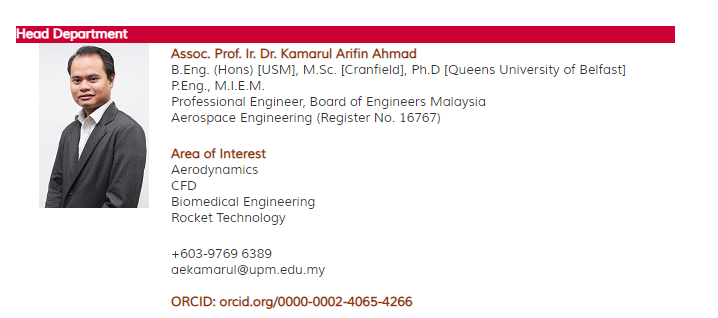 Head Department
Assoc. Prof. Ir. Dr. Kamarul Arifin Ahmad
B.Eng. (Hons) [USM], M.Sc. [Cranfield], Ph.D [Queens University of Belfast]
P.Eng., M.I.E.M.
Professional Engineer, Board of Engineers Malaysia
Aerospace Engineering (Register No. 16767)
Area of Interest
Aerodynamics
CFD
Biomedical Engineering
Rocket Technology
+603-9769 6389
aekamarul@upm.edu.my
ORCID: orcid.org/0000-0002-4065-4266